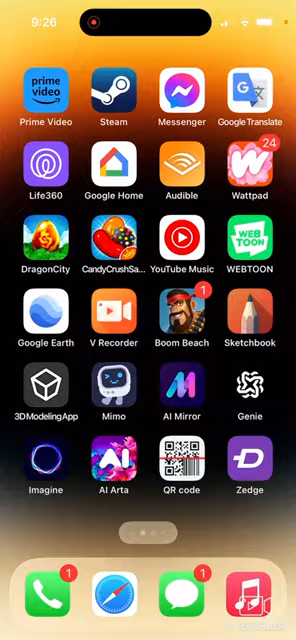 9:26
prime video
Prime Video Steam Messenger Google Translate
24
Life360 Google Home Audible Wattpad
WEB TOON
DragonCity CandyCrushSa... YouTube Music WEBTOON
1
Google Earth V Recorder Boom Beach Sketchbook
3DModelingApp Mimo AI Mirror Genie
AI
Imagine AI Arta QR code Zedge
1 1